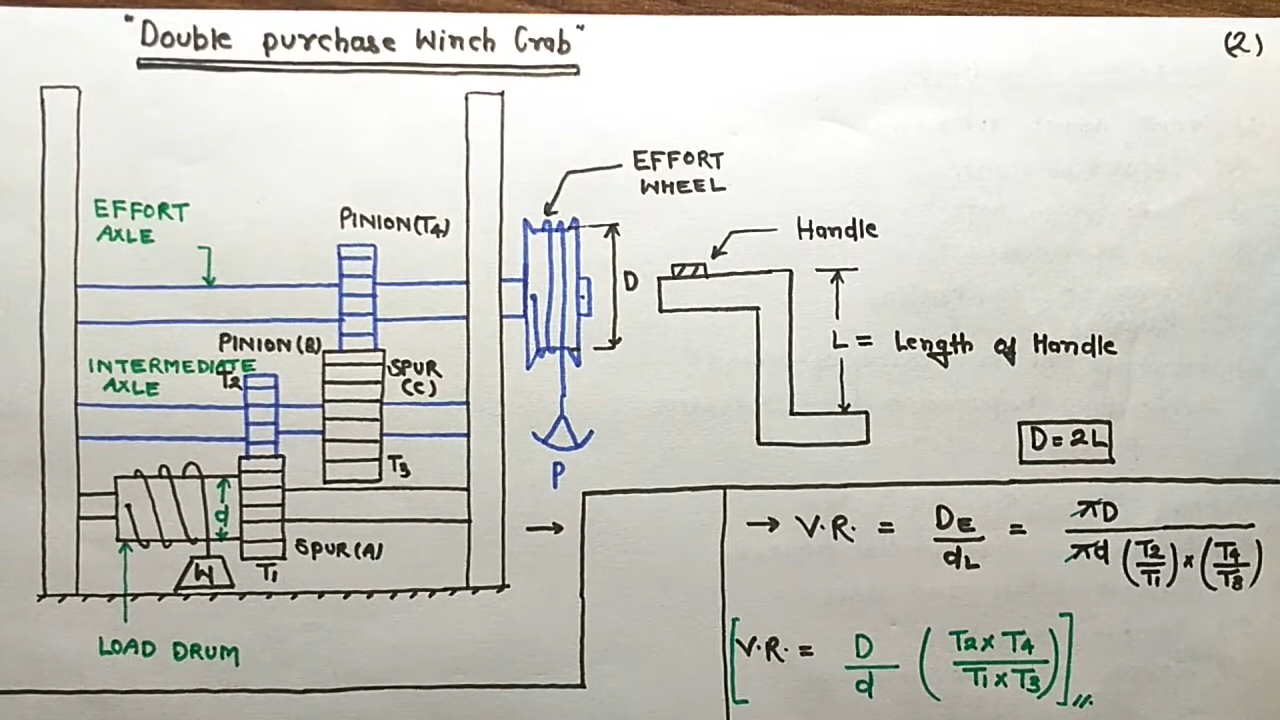 "Double purchase Winch Crab"
(2)
EFFORT
WHEEL
EFFORT
AXLE
PINION(T4)
Handle
D
PINION(B)
L = Length of Handle
INTERMEDIATE
AXLE
T2
SPUR
(C)
D=2L
T3
P
d
→ → V.R. = DE/dL = πD / πd (T2/T1) × (T4/T3)
SPUR(A)
W
T1
LOAD DRUM
[V.R. = D/d (T2 x T4 / T1 x T3)]